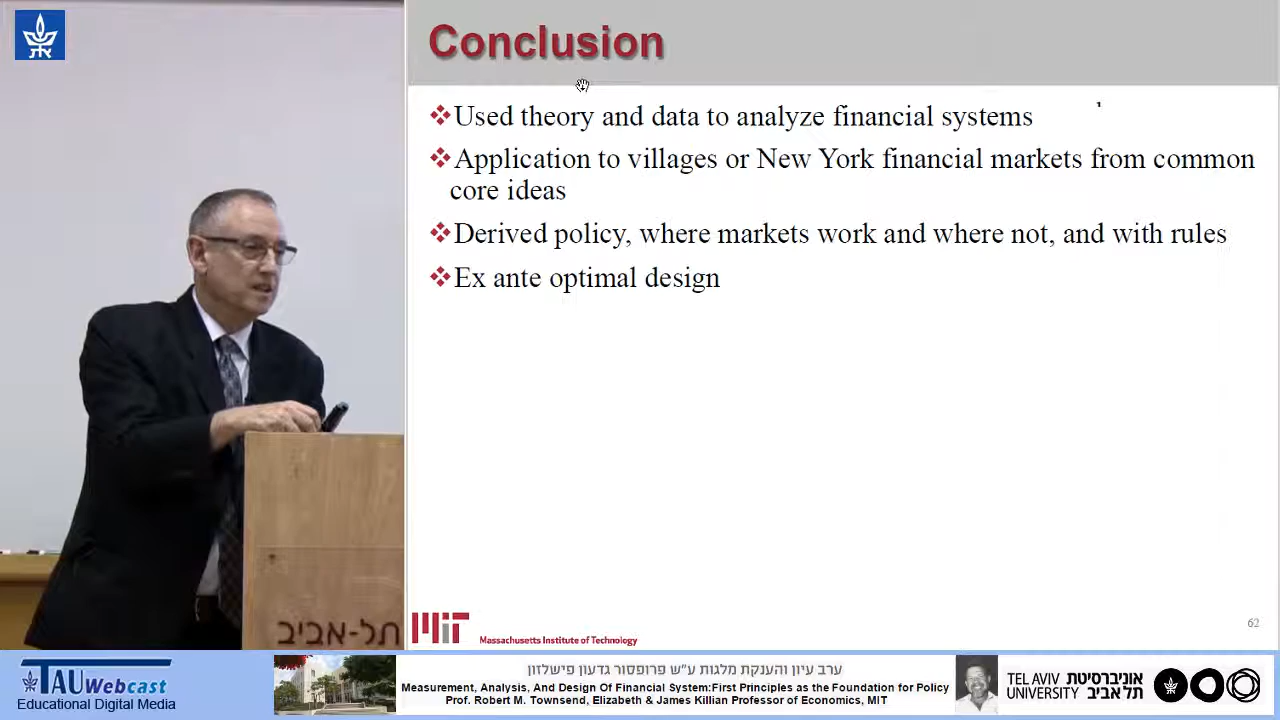 Conclusion
Used theory and data to analyze financial systems
Application to villages or New York financial markets from common
core ideas
Derived policy, where markets work and where not, and with rules
Ex ante optimal design
תל-אביב
MIT
Massachusetts Institute of Technology
62
TAU Webcast
Educational Digital Media
ערב עיון והענקת מלגות ע"ש פרופסור גדעון פישלזון
Measurement, Analysis, And Design Of Financial System:First Principles as the Foundation for Policy
Prof. Robert M. Townsend, Elizabeth & James Killian Professor of Economics, MIT
TEL AVIV אוניברסיטת
UNIVERSITY תל אביב